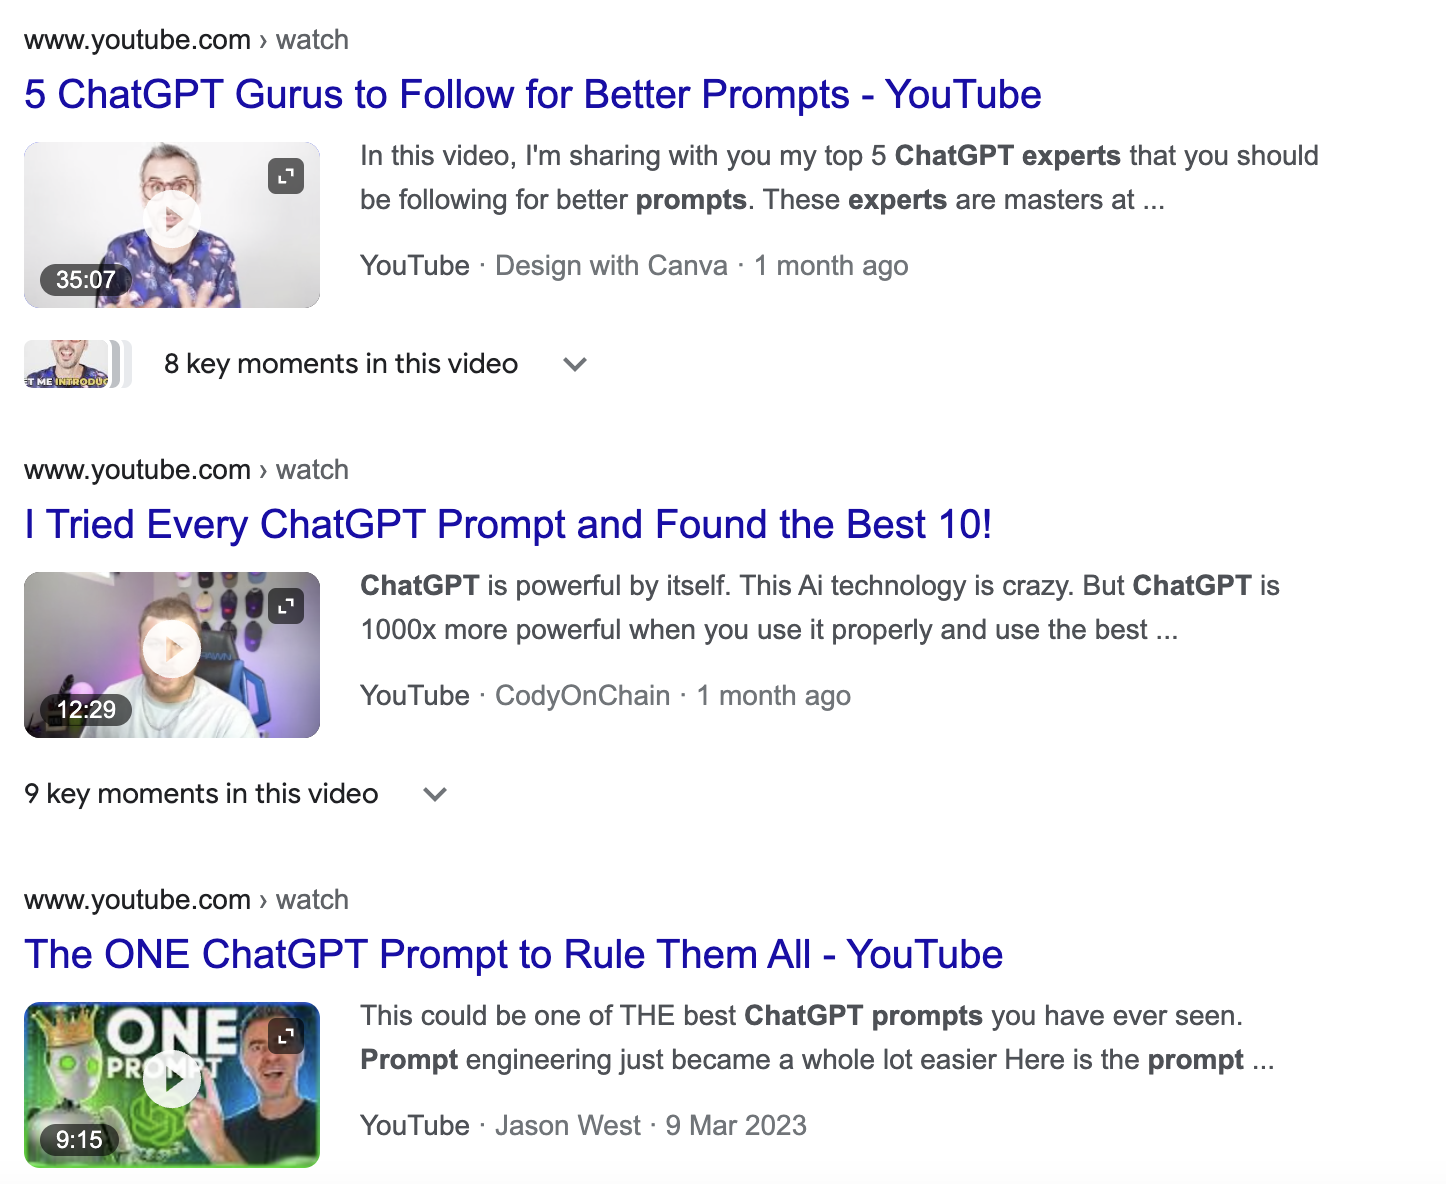 www.youtube.com › watch
5 ChatGPT Gurus to Follow for Better Prompts - YouTube
In this video, I'm sharing with you my top 5 ChatGPT experts that you should
be following for better prompts. These experts are masters at ...
35:07
YouTube · Design with Canva · 1 month ago
ET ME INTRODUC
8 key moments in this video
www.youtube.com › watch
I Tried Every ChatGPT Prompt and Found the Best 10!
ChatGPT is powerful by itself. This Ai technology is crazy. But ChatGPT is
1000x more powerful when you use it properly and use the best ...
12:29
YouTube · CodyOnChain · 1 month ago
9 key moments in this video
www.youtube.com › watch
The ONE ChatGPT Prompt to Rule Them All - YouTube
ONE
PROMPT
This could be one of THE best ChatGPT prompts you have ever seen.
Prompt engineering just became a whole lot easier Here is the prompt ...
9:15
YouTube · Jason West · 9 Mar 2023